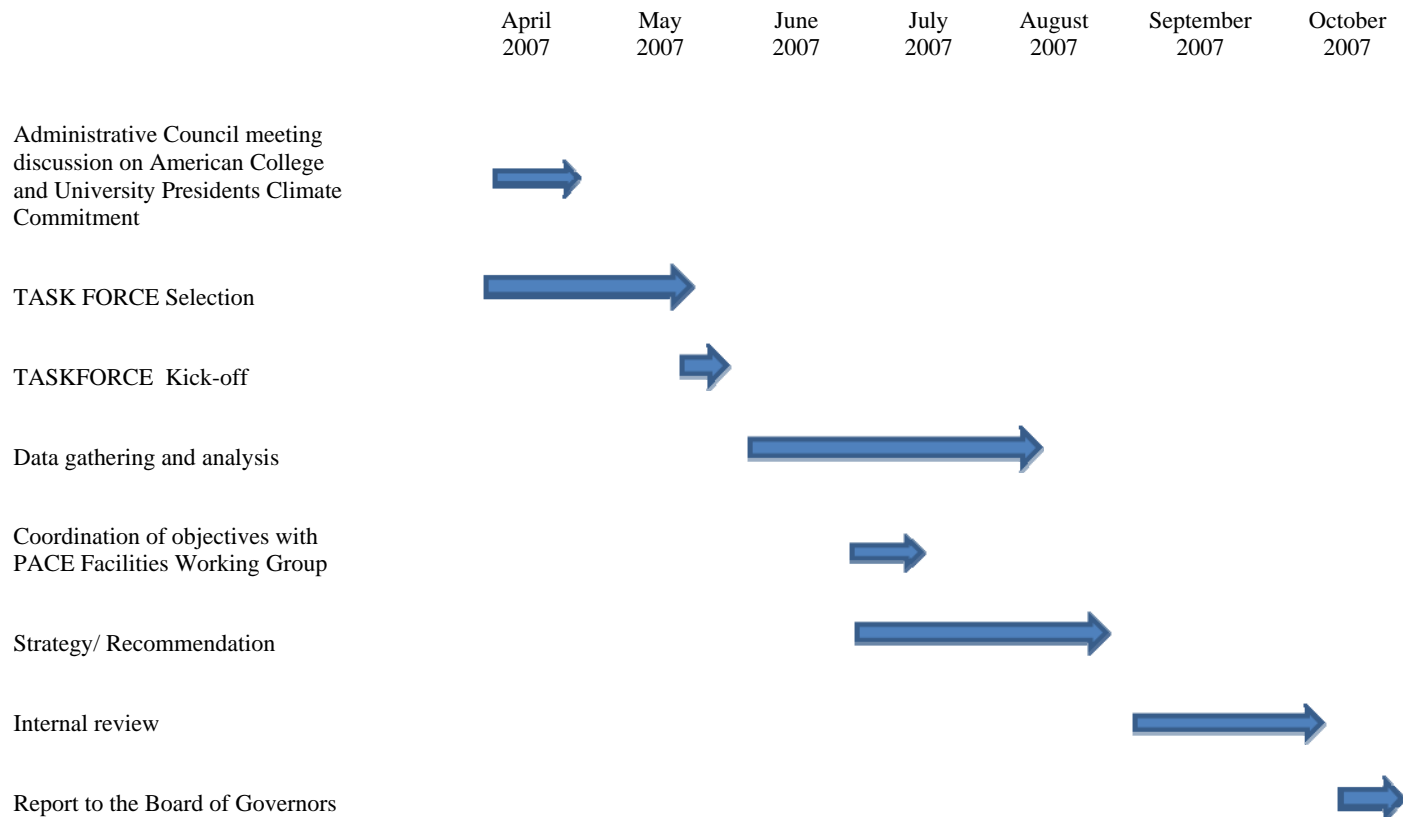 April May June July August September October
2007 2007 2007 2007 2007 2007 2007
Administrative Council meeting
discussion on American College
and University Presidents Climate
Commitment
TASK FORCE Selection
TASKFORCE  Kick-off
Data gathering and analysis
Coordination of objectives with
PACE Facilities Working Group
Strategy/ Recommendation
Internal review
Report to the Board of Governors